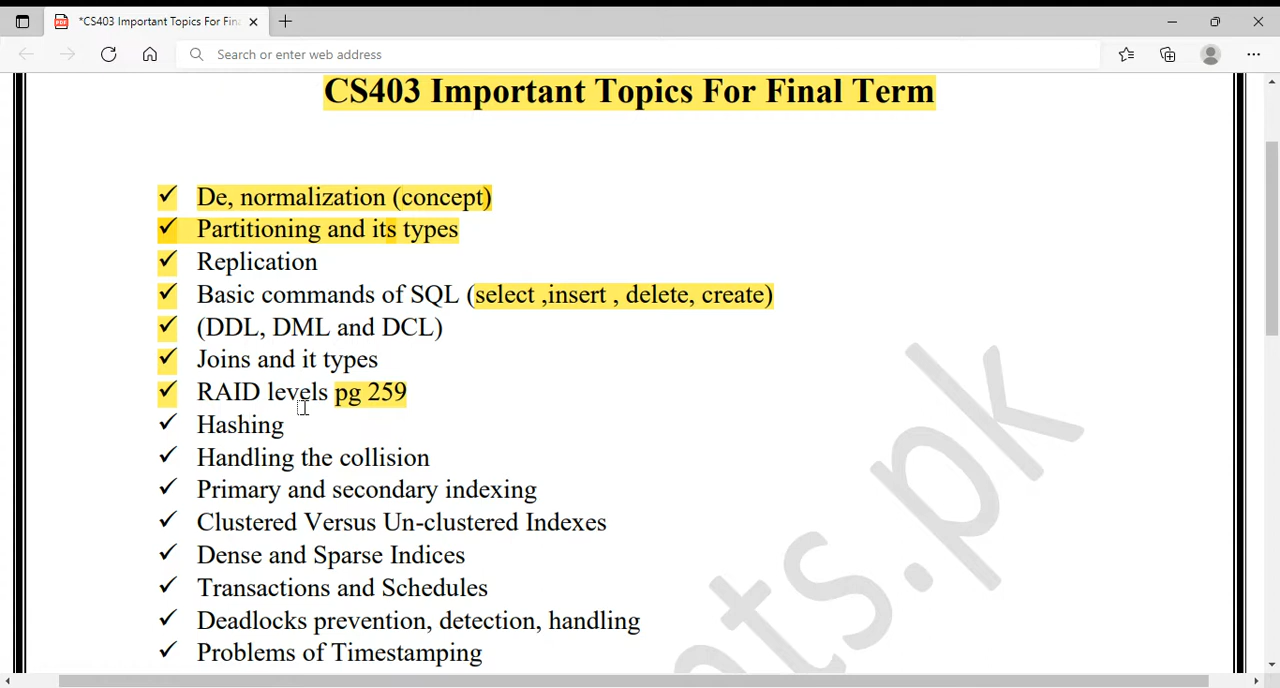 *CS403 Important Topics For Fin
Search or enter web address
CS403 Important Topics For Final Term
✓ De, normalization (concept)
✓ Partitioning and its types
✓ Replication
✓ Basic commands of SQL (select ,insert , delete, create)
✓ (DDL, DML and DCL)
✓ Joins and it types
✓ RAID levels pg 259
✓ Hashing
✓ Handling the collision
✓ Primary and secondary indexing
✓ Clustered Versus Un-clustered Indexes
✓ Dense and Sparse Indices
✓ Transactions and Schedules
✓ Deadlocks prevention, detection, handling
✓ Problems of Timestamping
ts.pk